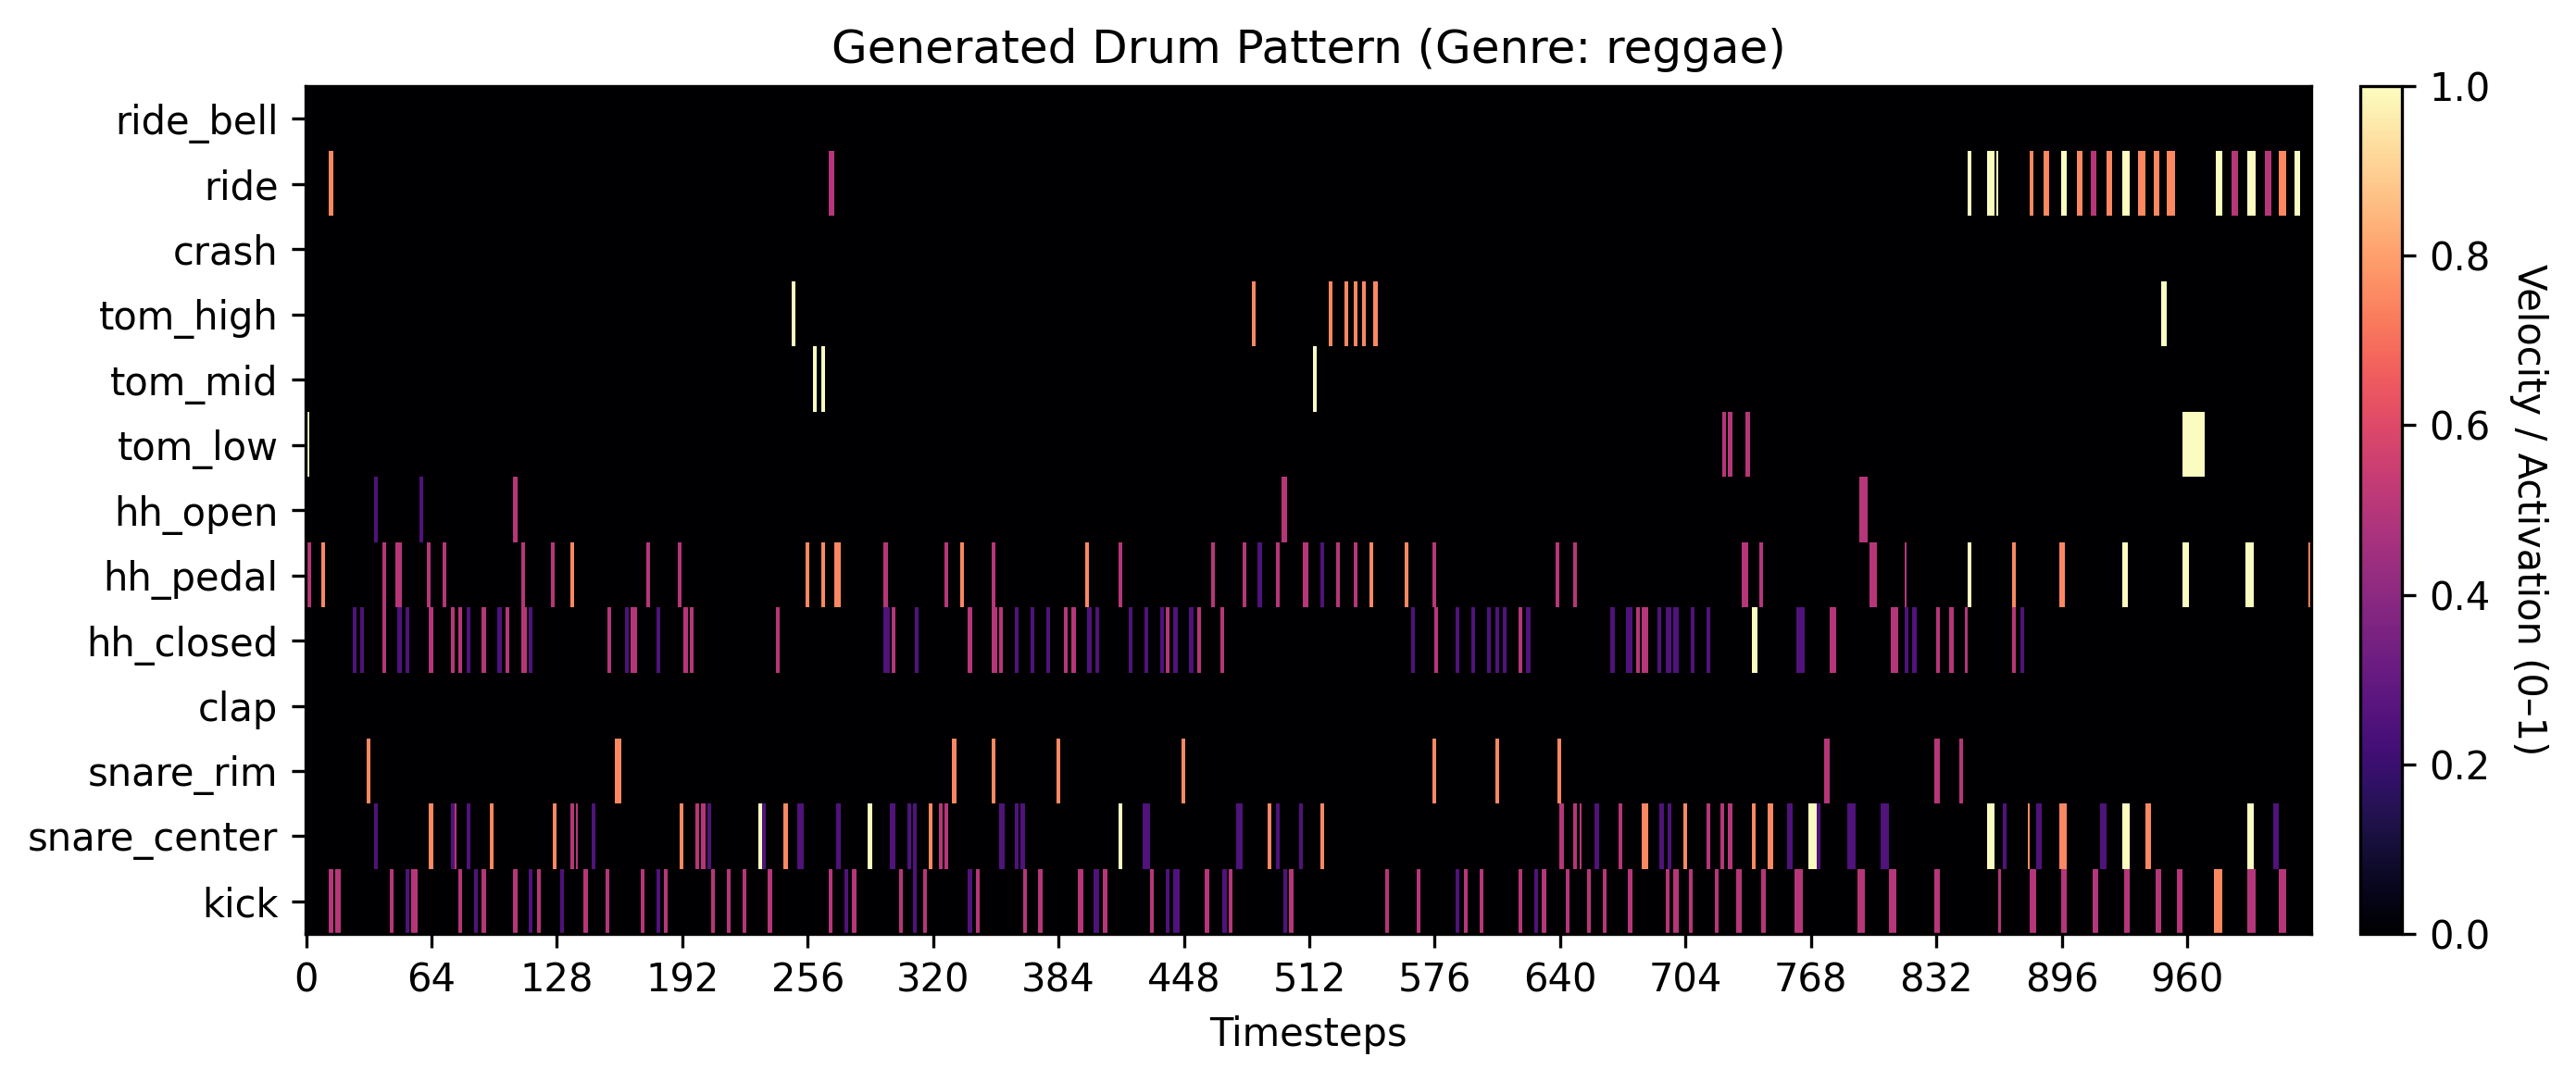 Generated Drum Pattern (Genre: reggae)
ride_bell
ride
crash
tom_high
tom_mid
tom_low
hh_open
hh_pedal
hh_closed
clap
snare_rim
snare_center
kick
0 64 128 192 256 320 384 448 512 576 640 704 768 832 896 960
Timesteps
1.0
0.8
0.6
0.4
0.2
0.0
Velocity / Activation (0–1)